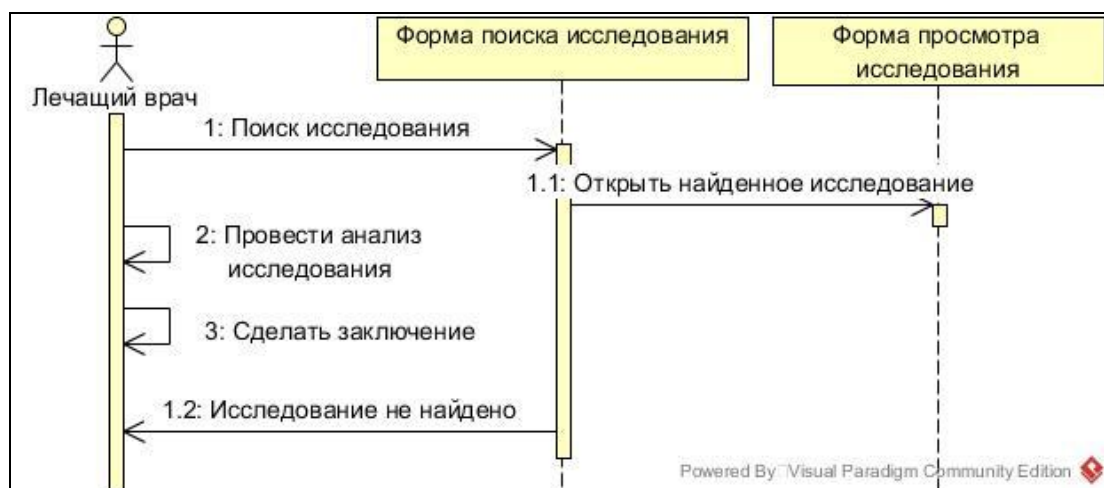 Форма поиска исследования
Форма просмотра
исследования
Лечащий врач
1: Поиск исследования
1.1: Открыть найденное исследование
2: Провести анализ
исследования
3: Сделать заключение
1.2: Исследование не найдено
Powered By Visual Paradigm Community Edition